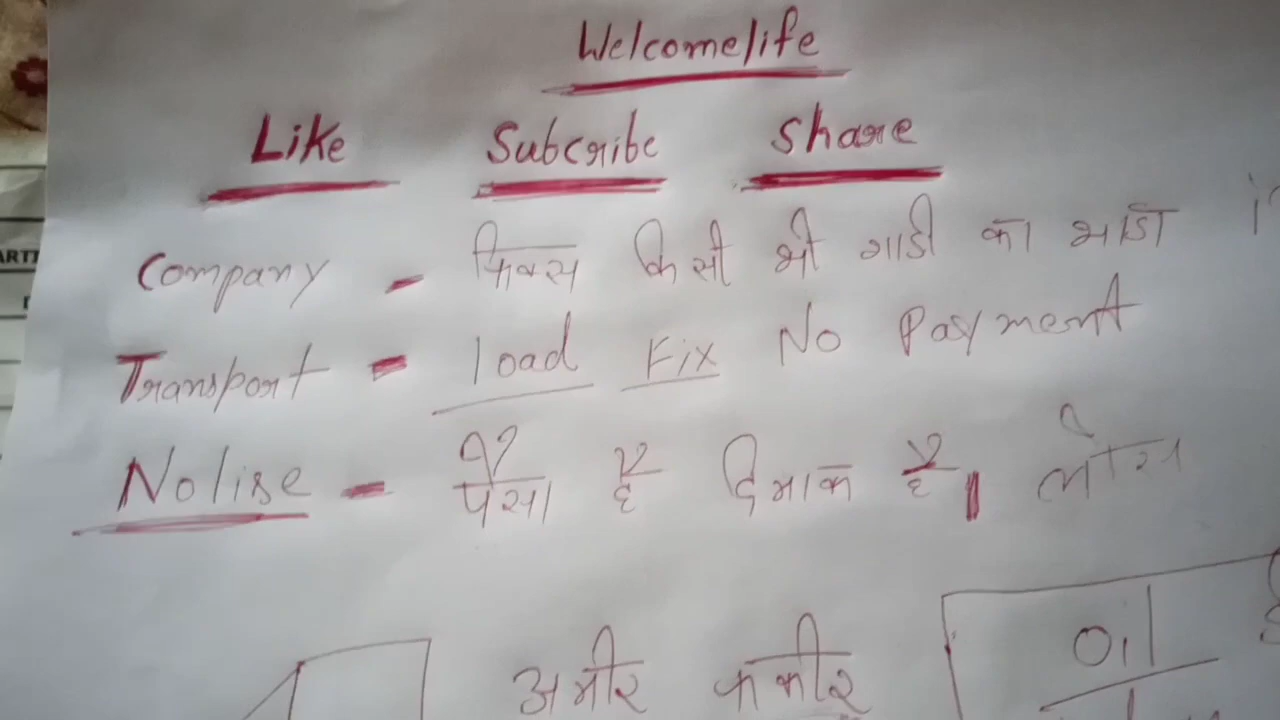 Welcomelife
Like Subcribe Share
Company - फिक्स किसी भी गाडी का भाडा
Transport - load Fix No Payment
Nolise - पैसा है दिमाक है।
अमीर फकीर
oil